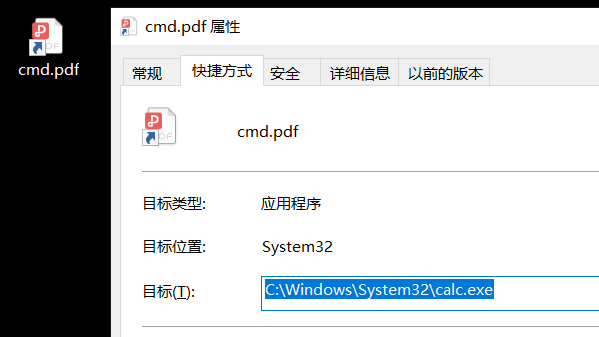 cmd.pdf
cmd.pdf 属性
常规 快捷方式 安全 详细信息 以前的版本
cmd.pdf
目标类型: 应用程序
目标位置: System32
目标(T): C:\Windows\System32\calc.exe